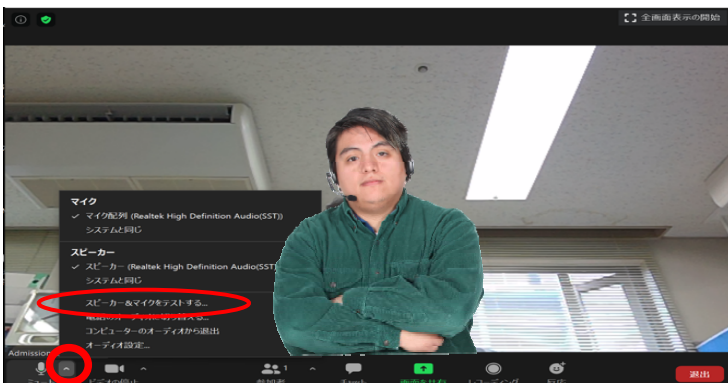 全画面表示の開始
マイク
✓ マイク配列 (Realtek High Definition Audio(SST))
システムと同じ
スピーカー
✓ スピーカー (Realtek High Definition Audio(SST)
システムと同じ
スピーカー&マイクをテストする...
コンピューターのオーディオから退出
オーディオ設定...
Admission
1
退出